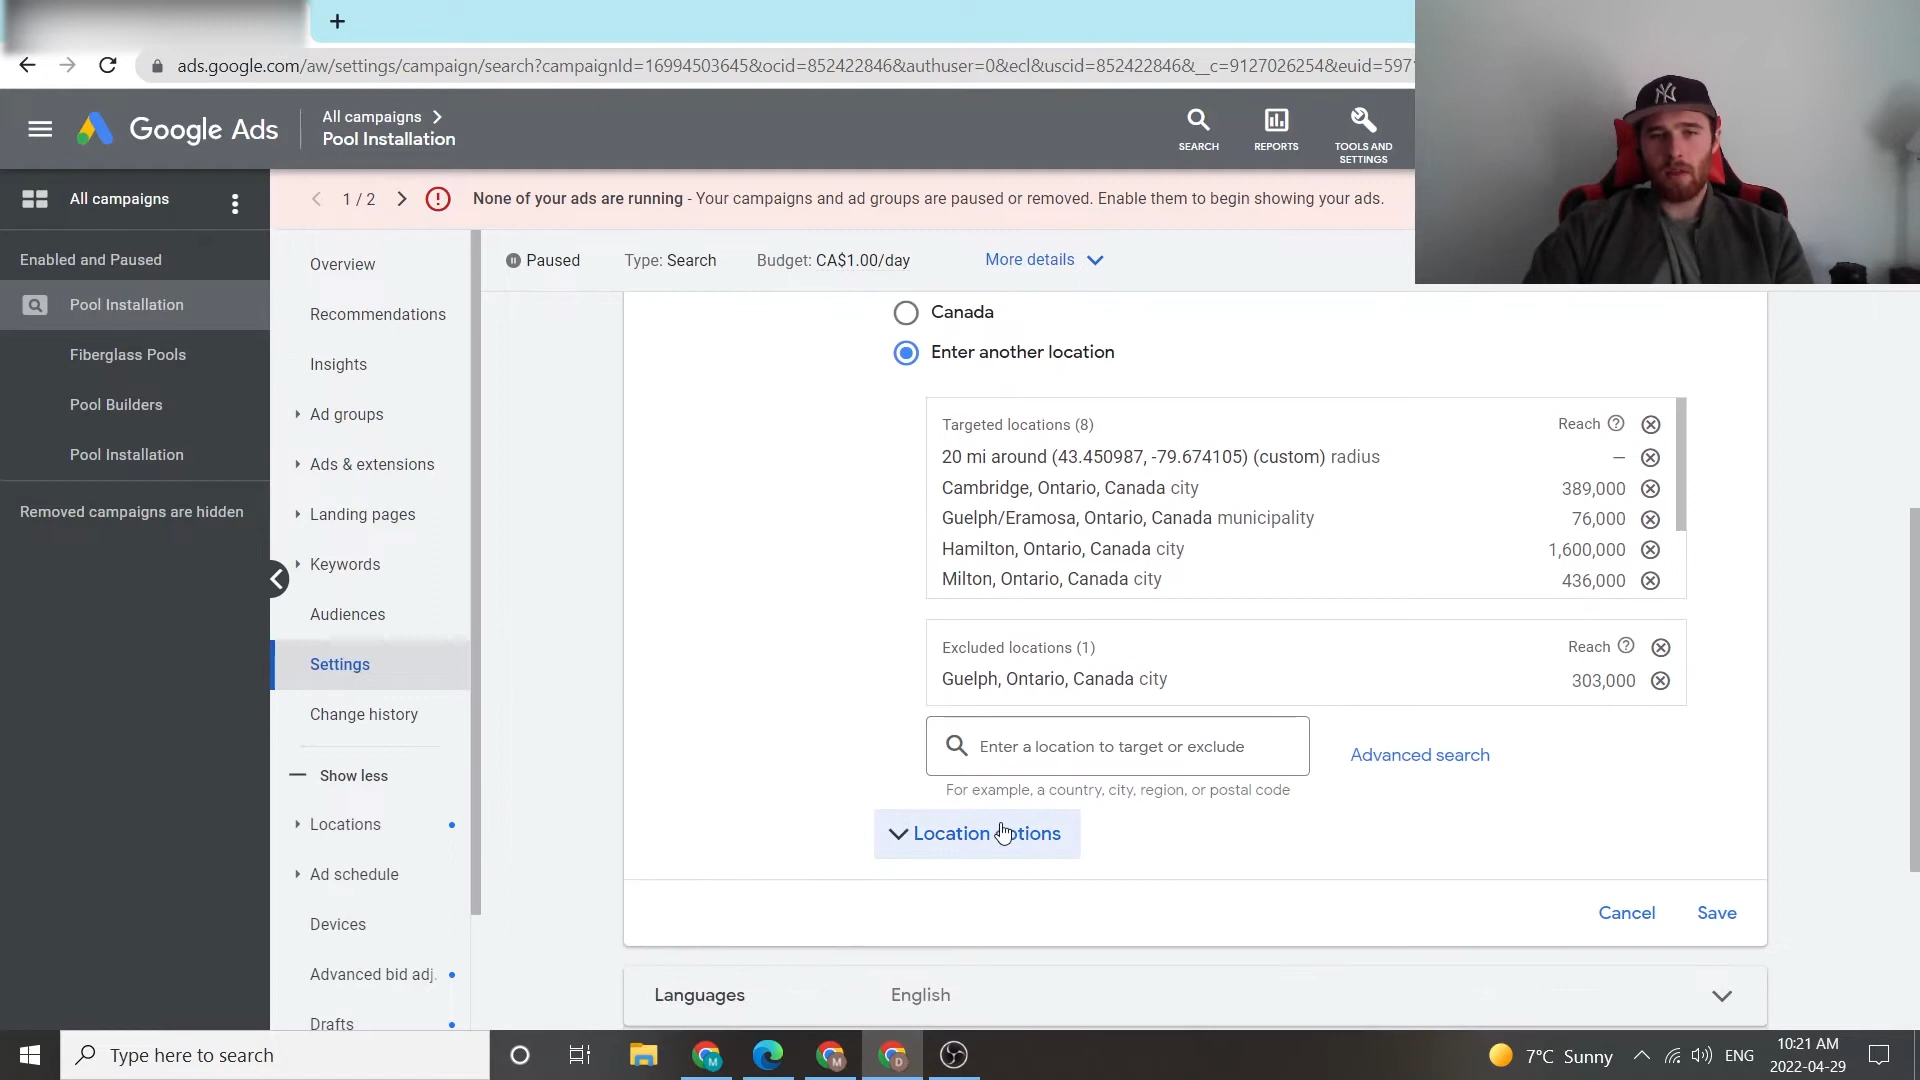 ads.google.com/aw/settings/campaign/search?campaignId=16994503645&ocid=852422846&authuser=0&ecl&uscid=852422846&__c=9127026254&euid=597
Google Ads
All campaigns
Pool Installation
SEARCH
REPORTS
TOOLS AND
SETTINGS
All campaigns
1 / 2
None of your ads are running - Your campaigns and ad groups are paused or removed. Enable them to begin showing your ads.
Enabled and Paused
Pool Installation
Fiberglass Pools
Pool Builders
Pool Installation
Removed campaigns are hidden
Overview
Recommendations
Insights
Ad groups
Ads & extensions
Landing pages
Keywords
Audiences
Settings
Change history
Show less
Locations
Ad schedule
Devices
Advanced bid adj.
Drafts
Paused
Type: Search
Budget: CA$1.00/day
More details
Canada
Enter another location
Targeted locations (8)
Reach
20 mi around (43.450987, -79.674105) (custom) radius
–
Cambridge, Ontario, Canada city
389,000
Guelph/Eramosa, Ontario, Canada municipality
76,000
Hamilton, Ontario, Canada city
1,600,000
Milton, Ontario, Canada city
436,000
Excluded locations (1)
Reach
Guelph, Ontario, Canada city
303,000
Enter a location to target or exclude
Advanced search
For example, a country, city, region, or postal code
Location options
Cancel
Save
Languages
English
Type here to search
7°C Sunny
ENG
10:21 AM
2022-04-29